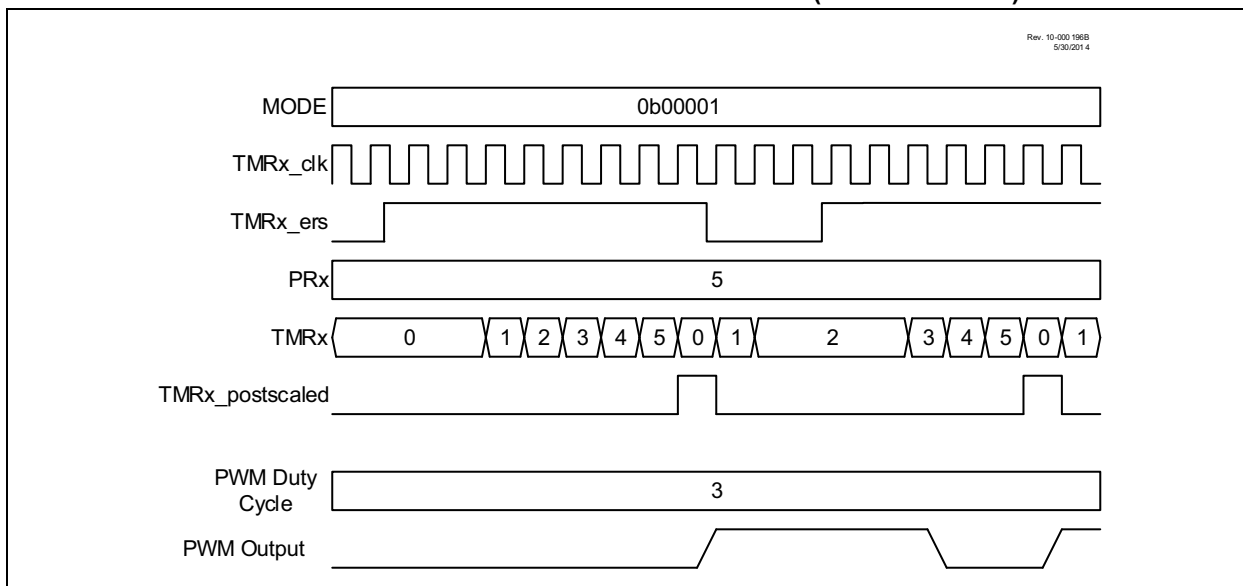 Rev. 10-000 196B
5/30/201 4
MODE
0b00001
TMRx_clk
TMRx_ers
PRx
5
TMRx
0 1 2 3 4 5 0 1 2 3 4 5 0 1
TMRx_postscaled
PWM Duty
Cycle
3
PWM Output